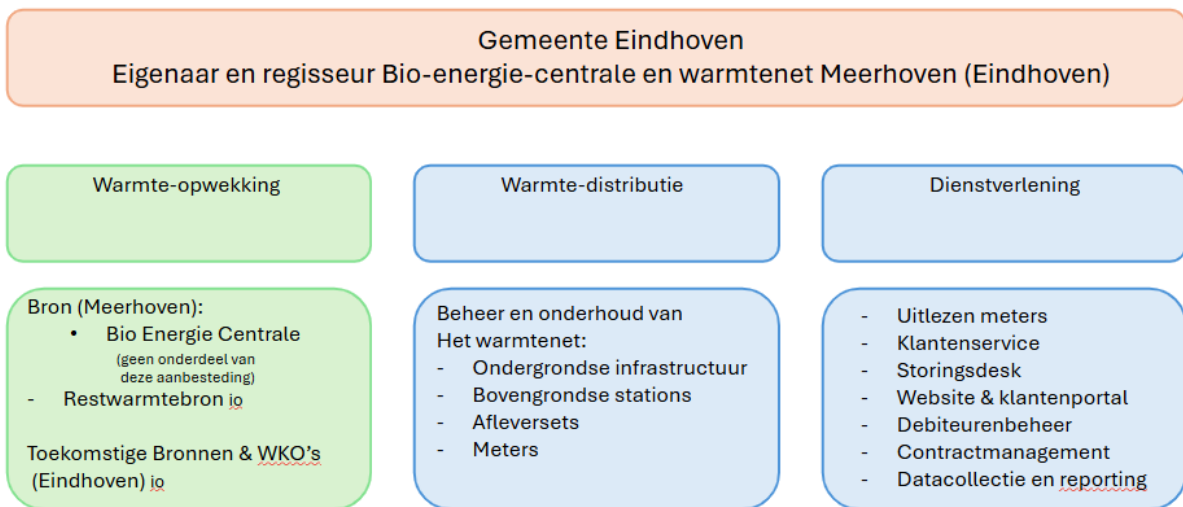 Gemeente Eindhoven
Eigenaar en regisseur Bio-energie-centrale en warmtenet Meerhoven (Eindhoven)
Warmte-opwekking
Bron (Meerhoven):
• Bio Energie Centrale
(geen onderdeel van
deze aanbesteding)
- Restwarmtebron io
Toekomstige Bronnen & WKO's
(Eindhoven) io
Warmte-distributie
Beheer en onderhoud van
Het warmtenet:
- Ondergrondse infrastructuur
- Bovengrondse stations
- Afleversets
- Meters
Dienstverlening
- Uitlezen meters
- Klantenservice
- Storingsdesk
- Website & klantenportal
- Debiteurenbeheer
- Contractmanagement
- Datacollectie en reporting